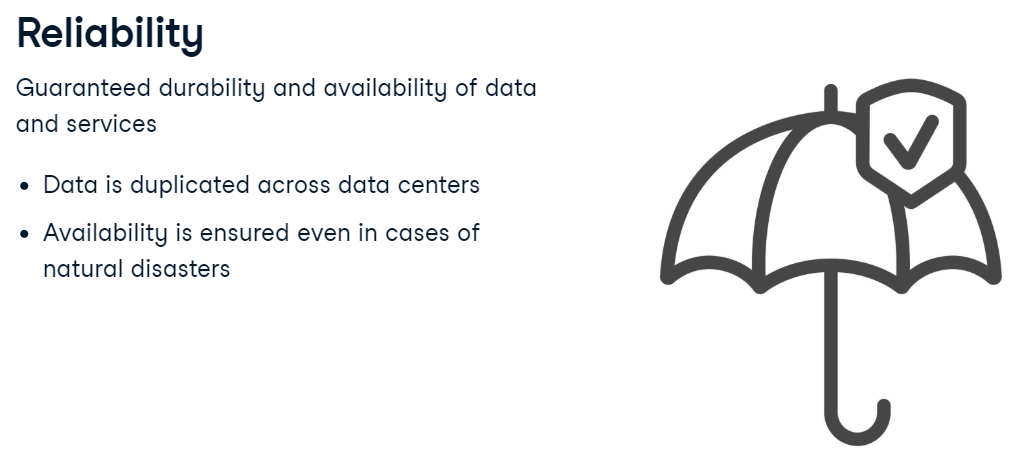 Reliability
Guaranteed durability and availability of data
and services
• Data is duplicated across data centers
• Availability is ensured even in cases of
natural disasters